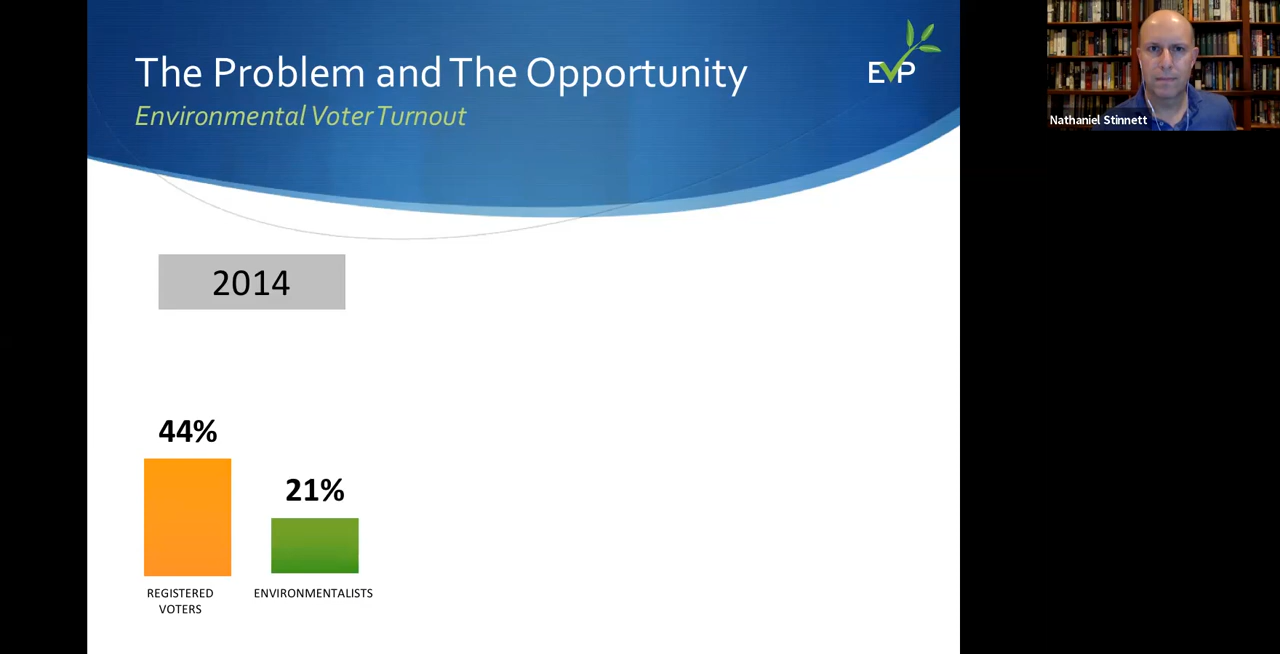 The Problem and The Opportunity
Environmental Voter Turnout
EVP
Nathaniel Stinnett
2014
44%
21%
REGISTERED
VOTERS
ENVIRONMENTALISTS